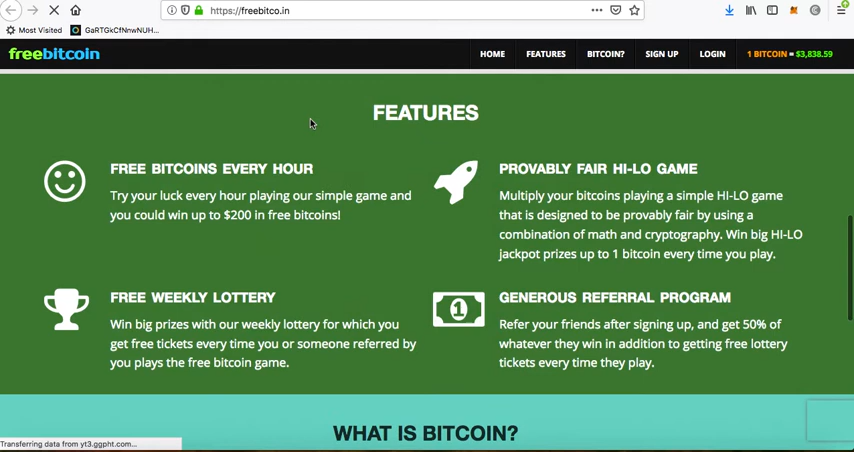 https://freebitco.in
Most Visited GaRTGkCfNnwNUH...
freebitcoin HOME FEATURES BITCOIN? SIGN UP LOGIN 1 BITCOIN = $3,838.59
FEATURES
FREE BITCOINS EVERY HOUR
Try your luck every hour playing our simple game and
you could win up to $200 in free bitcoins!
PROVABLY FAIR HI-LO GAME
Multiply your bitcoins playing a simple HI-LO game
that is designed to be provably fair by using a
combination of math and cryptography. Win big HI-LO
jackpot prizes up to 1 bitcoin every time you play.
FREE WEEKLY LOTTERY
Win big prizes with our weekly lottery for which you
get free tickets every time you or someone referred by
you plays the free bitcoin game.
1
GENEROUS REFERRAL PROGRAM
Refer your friends after signing up, and get 50% of
whatever they win in addition to getting free lottery
tickets every time they play.
WHAT IS BITCOIN?
Transferring data from yt3.ggpht.com...